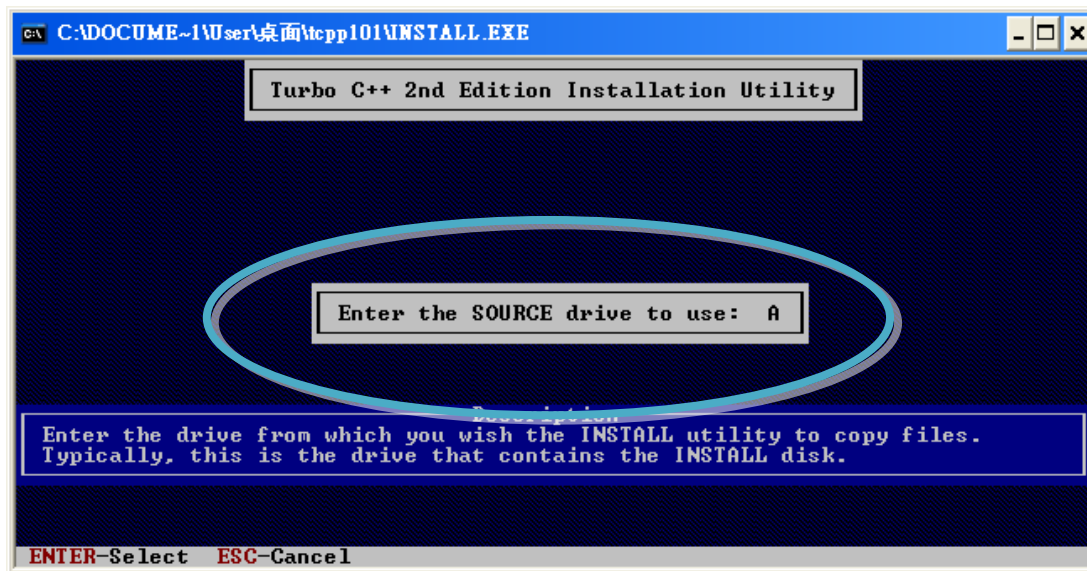 C:\DOCUME~1\User\桌面\tcpp101\INSTALL.EXE
Turbo C++ 2nd Edition Installation Utility
Enter the SOURCE drive to use: A
Description
Enter the drive from which you wish the INSTALL utility to copy files.
Typically, this is the drive that contains the INSTALL disk.
ENTER-Select ESC-Cancel